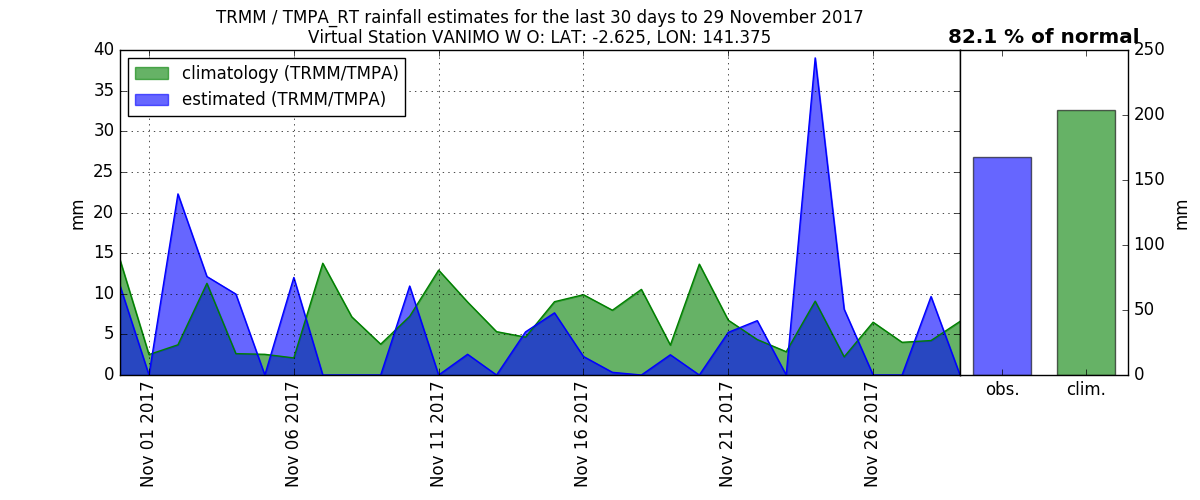 TRMM / TMPA_RT rainfall estimates for the last 30 days to 29 November 2017
Virtual Station VANIMO W O: LAT: -2.625, LON: 141.375
82.1 % of normal
climatology (TRMM/TMPA)
estimated (TRMM/TMPA)
40
35
30
25
20
15
10
5
0
mm
Nov 01 2017
Nov 06 2017
Nov 11 2017
Nov 16 2017
Nov 21 2017
Nov 26 2017
250
200
150
100
50
0
mm
obs.
clim.